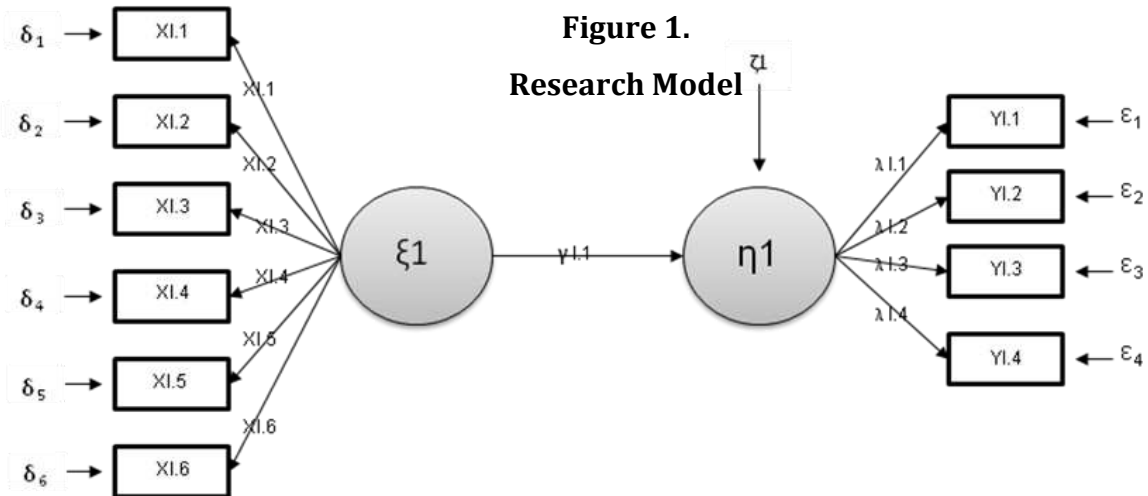 Figure 1.
Research Model
ζ1
δ1
XI.1
δ2
XI.2
δ3
XI.3
δ4
XI.4
δ5
XI.5
δ6
XI.6
XI.1
XI.2
XI.3
XI.4
XI.5
XI.6
ξ1
γ I.1
η1
λ I.1
λ I.2
λ I.3
λ I.4
YI.1
ε1
YI.2
ε2
YI.3
ε3
YI.4
ε4